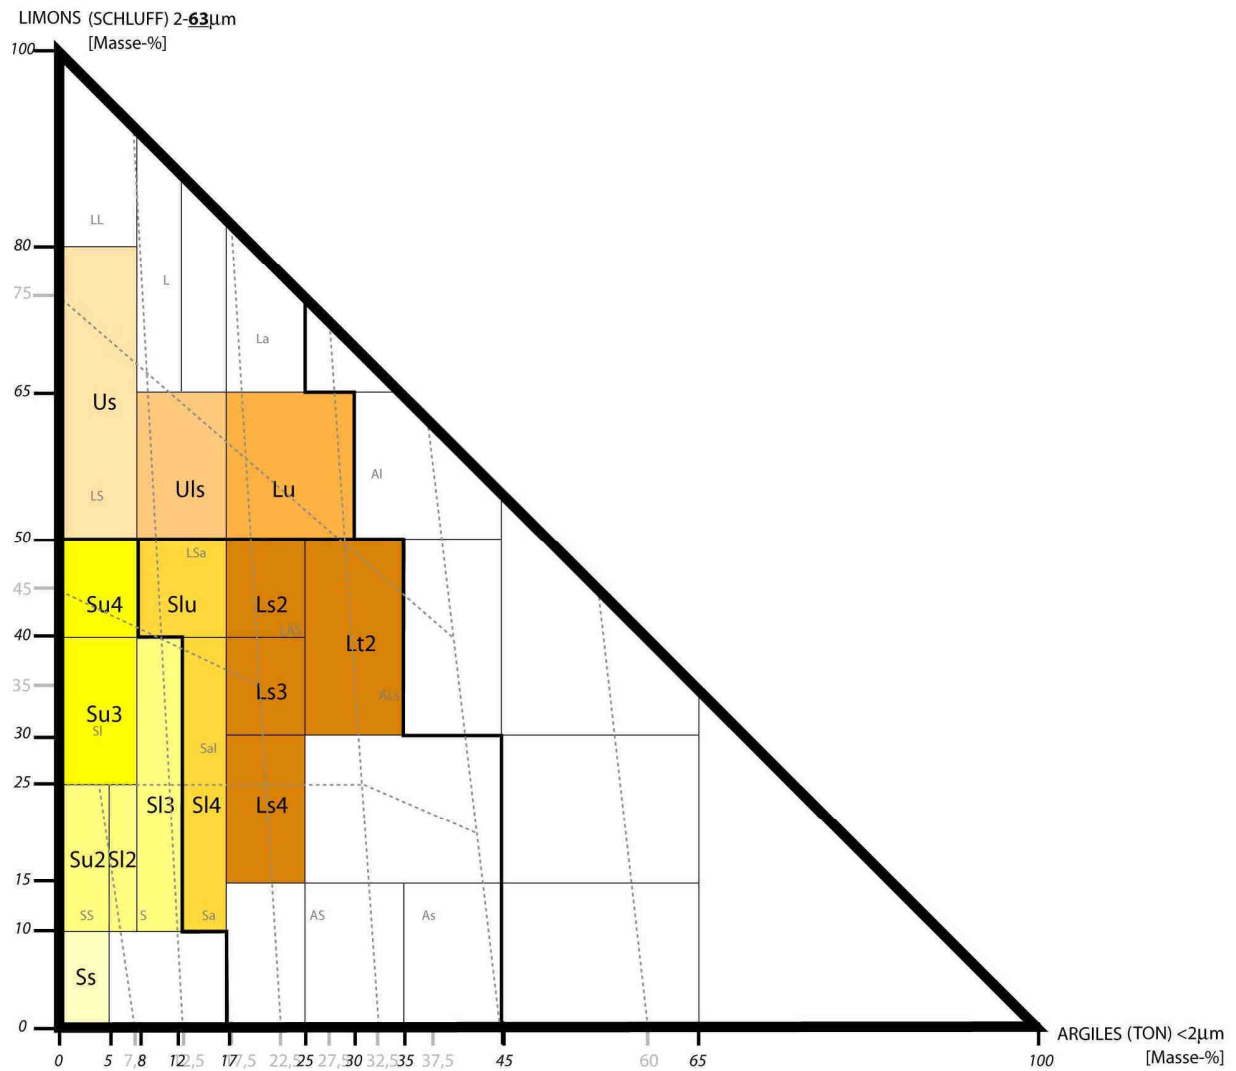 LIMONS (SCHLUFF) 2-63µm
[Masse-%]
100
LL
80
75
L
La
65
Us
Al
LS
Uls
Lu
50
LSa
45
Su4
Slu
Ls2
LAS
40
Lt2
35
Ls3
ALs
Su3
Sl
30
Sal
25
Sl3
Sl4
Ls4
Su2
Sl2
15
SS
S
Sa
AS
As
10
Ss
0
ARGILES (TON) <2µm
0 5 7,5 8 12 12,5 17 17,5 22,5 25 27,5 30 32,5 35 37,5 45 60 65 100
[Masse-%]